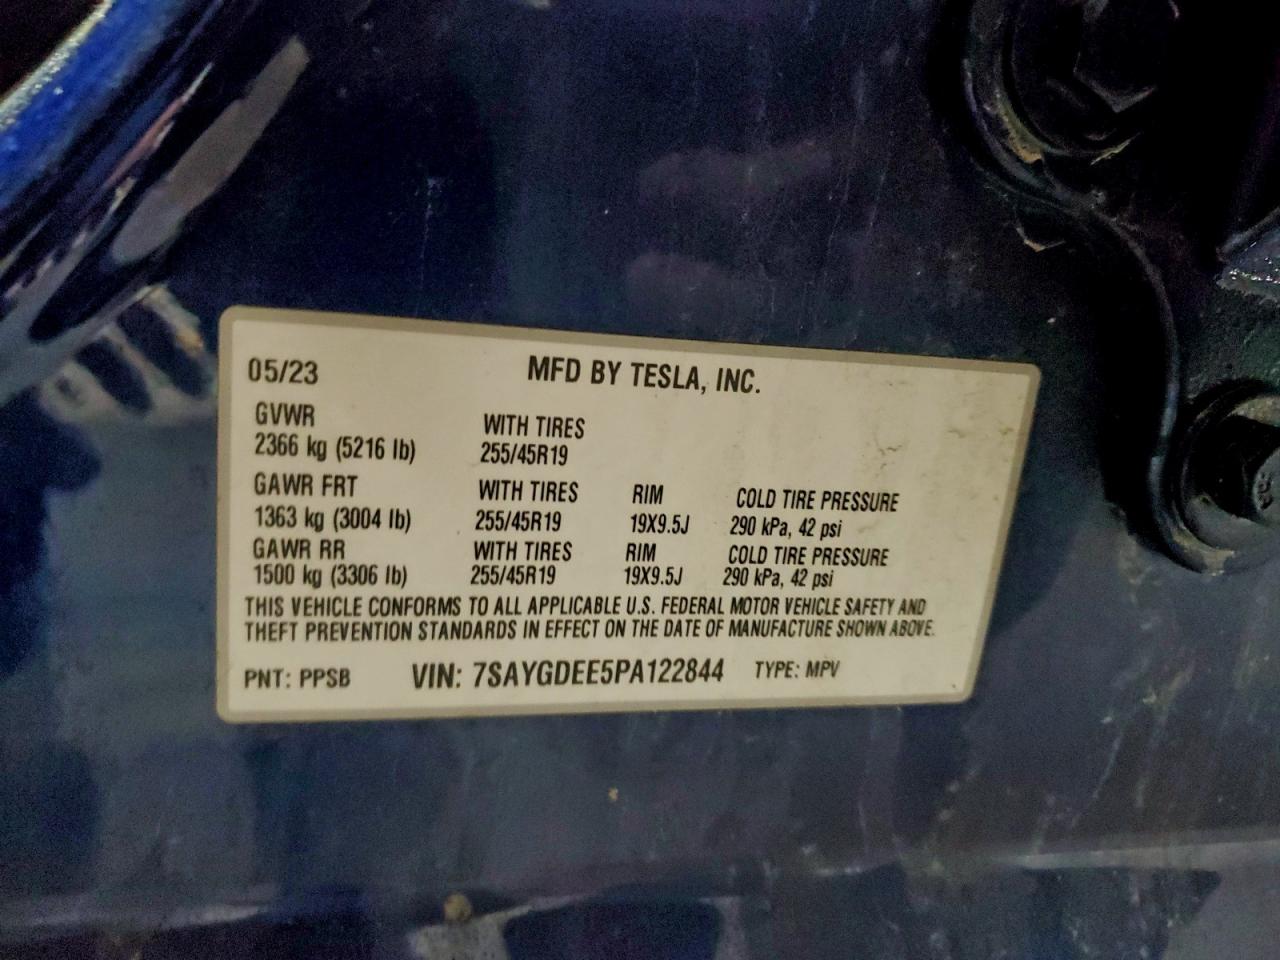 05/23 MFD BY TESLA, INC.
GVWR WITH TIRES
2366 kg (5216 lb) 255/45R19
GAWR FRT WITH TIRES RIM COLD TIRE PRESSURE
1363 kg (3004 lb) 255/45R19 19X9.5J 290 kPa, 42 psi
GAWR RR WITH TIRES RIM COLD TIRE PRESSURE
1500 kg (3306 lb) 255/45R19 19X9.5J 290 kPa, 42 psi
THIS VEHICLE CONFORMS TO ALL APPLICABLE U.S. FEDERAL MOTOR VEHICLE SAFETY AND
THEFT PREVENTION STANDARDS IN EFFECT ON THE DATE OF MANUFACTURE SHOWN ABOVE.
PNT: PPSB VIN: 7SAYGDEE5PA122844 TYPE: MPV